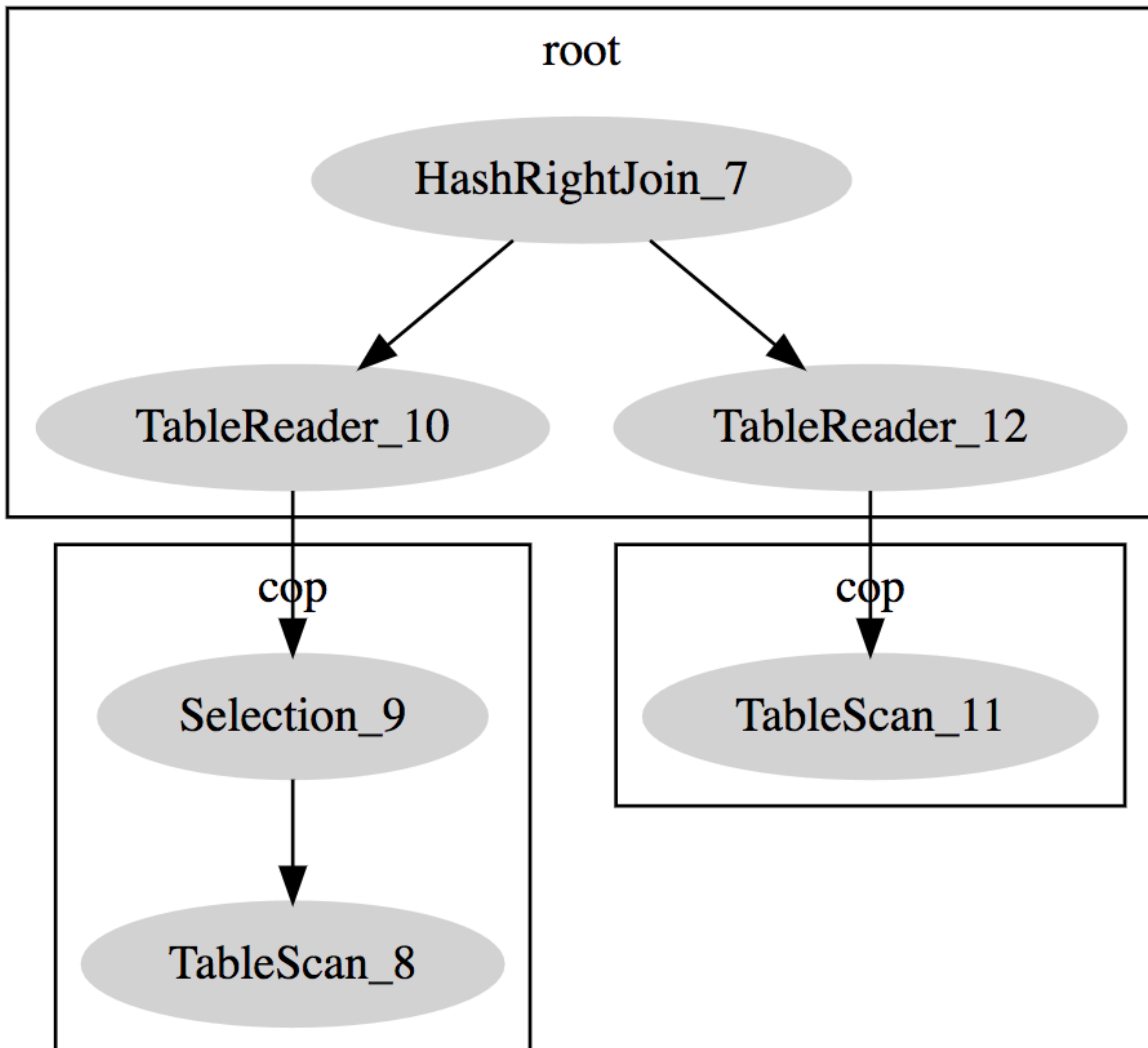 root
HashRightJoin_7
TableReader_10
TableReader_12
cop
cop
Selection_9
TableScan_11
TableScan_8